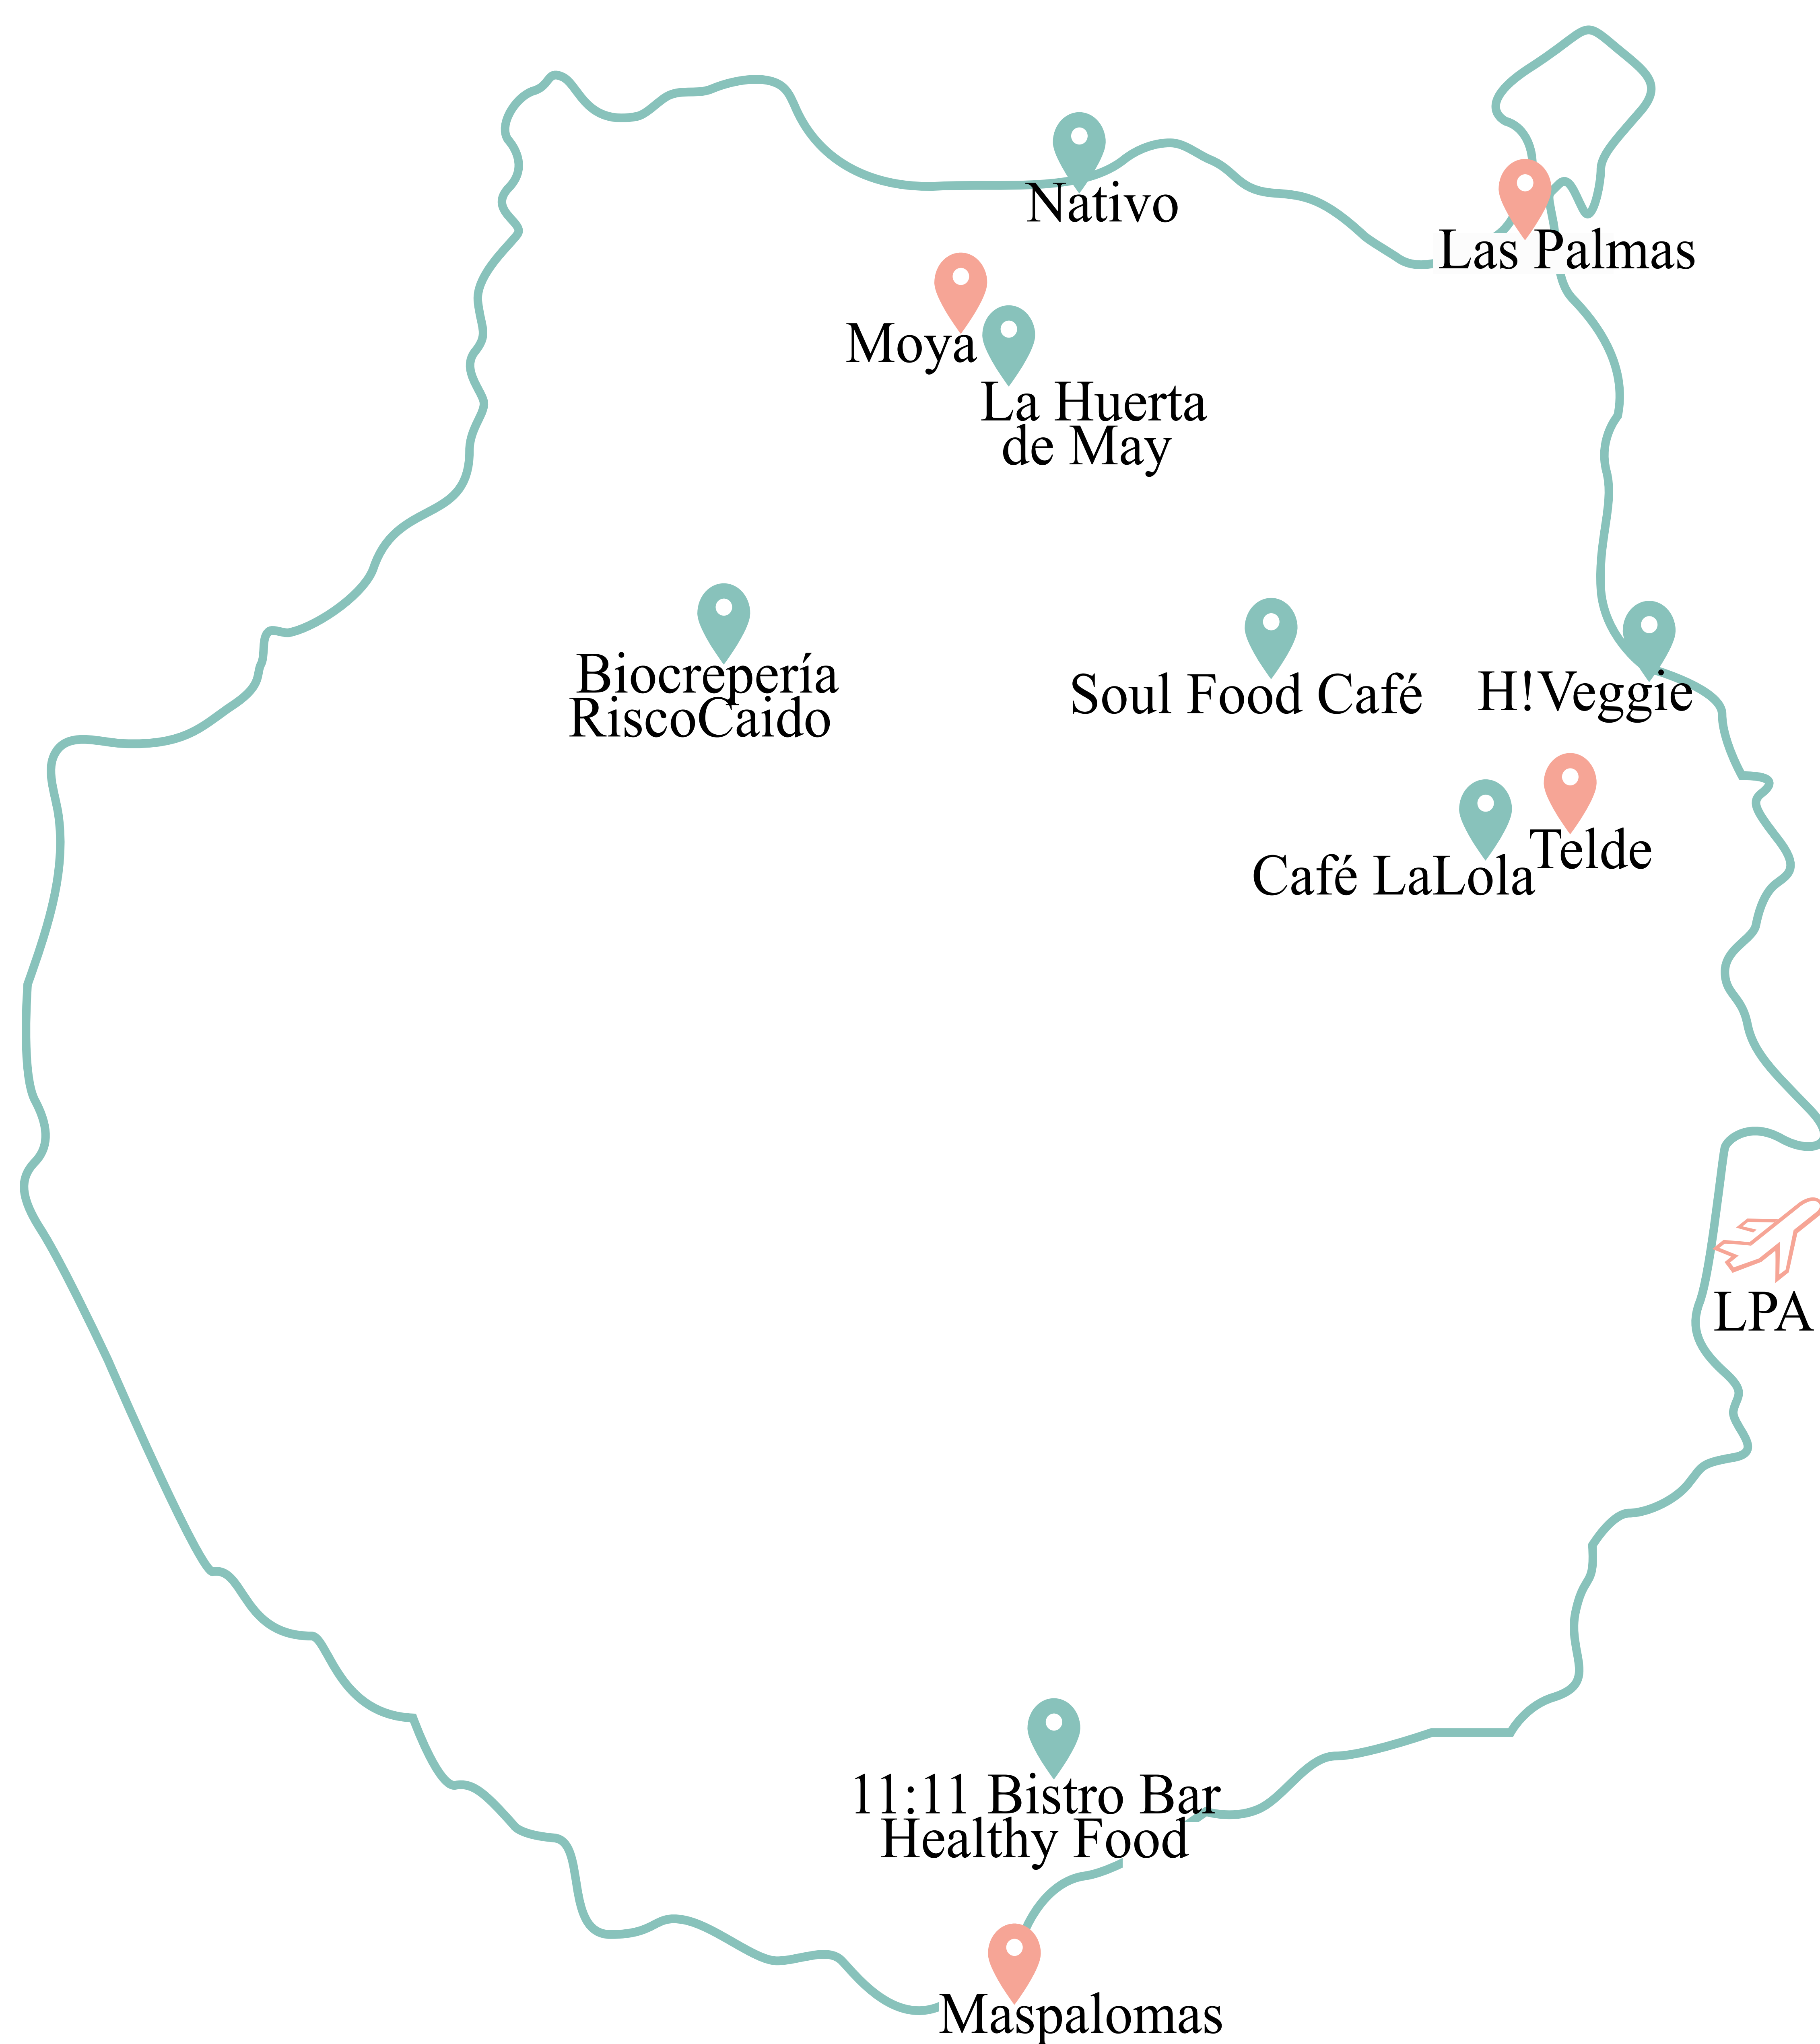 Nativo
Las Palmas
Moya
La Huerta
de May
Biocrepería
RiscoCaido
Soul Food Café
H!Veggie
Telde
Café LaLola
LPA
11:11 Bistro Bar
Healthy Food
Maspalomas